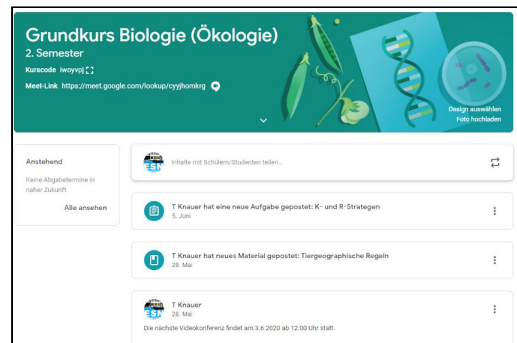 Grundkurs Biologie (Ökologie)
2. Semester
Kurscode iwoyvpj
Meet-Link https://meet.google.com/lookup/cyyjhomkrg
Design auswählen
Foto hochladen
Anstehend
Keine Abgabetermine in
naher Zukunft
Alle ansehen
Inhalte mit Schülern/Studenten teilen...
T Knauer hat eine neue Aufgabe gepostet: K- und R-Strategen
5. Juni
T Knauer hat neues Material gepostet: Tiergeographische Regeln
28. Mai
T Knauer
28. Mai
Die nächste Videokonferenz findet am 3.6.2020 ab 12.00 Uhr statt.